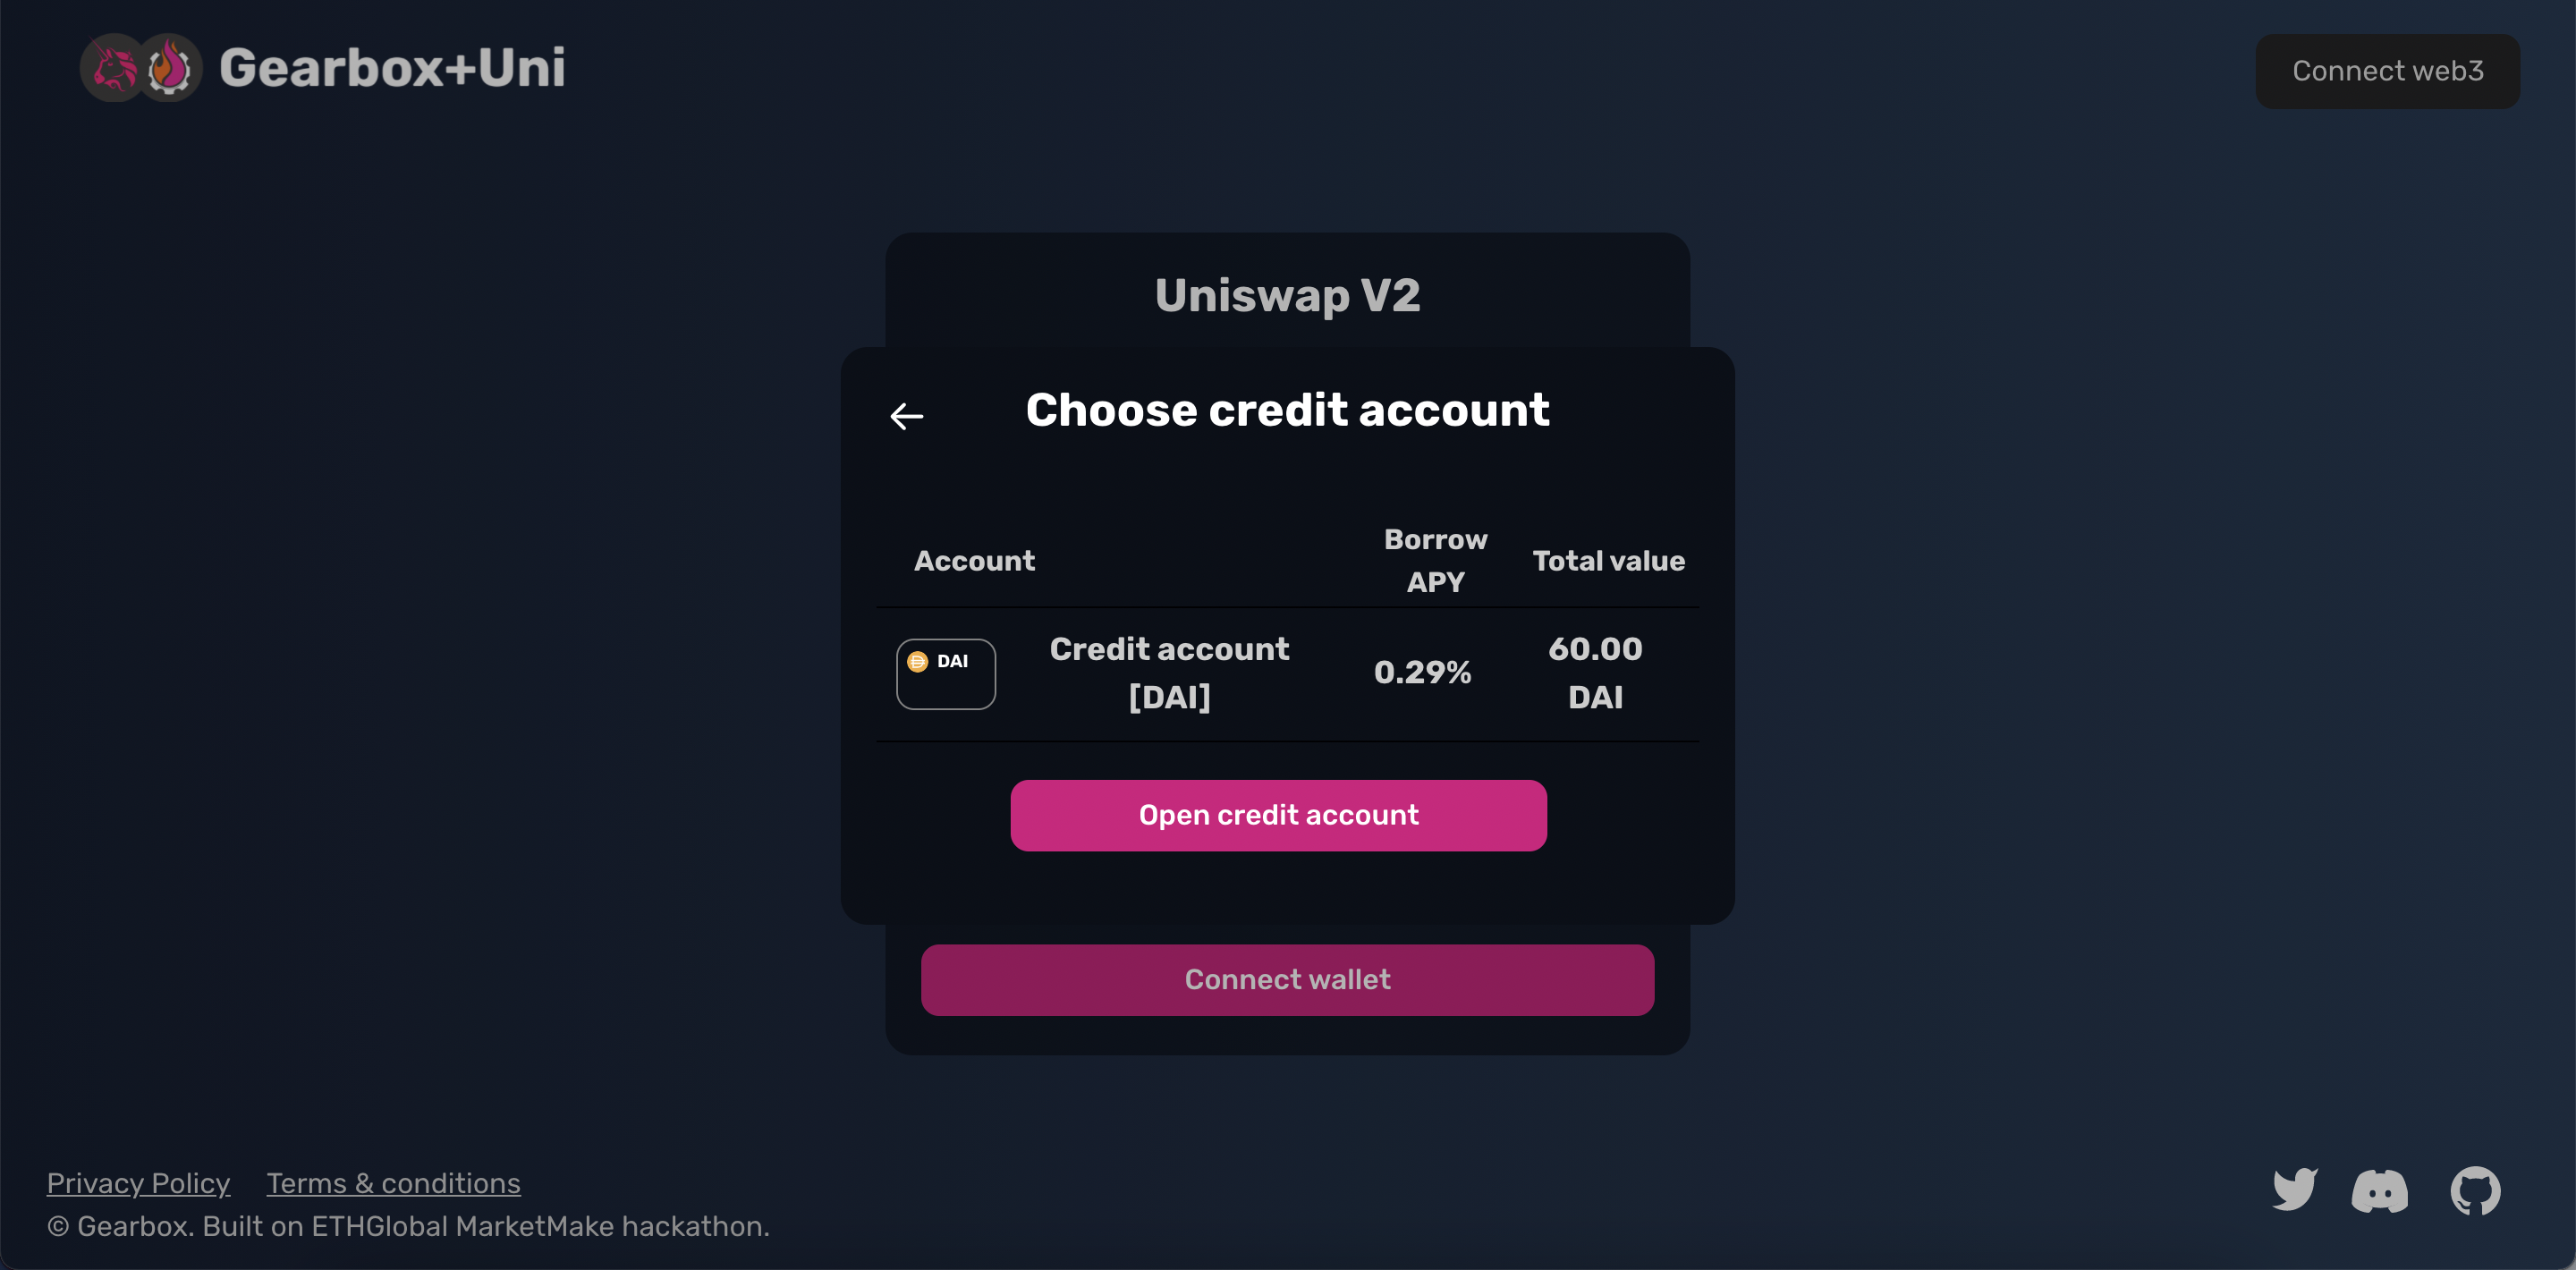 Gearbox+Uni
Connect web3
Uniswap V2
Choose credit account
Account
Borrow
APY
Total value
DAI
Credit account
[DAI]
0.29%
60.00
DAI
Open credit account
Connect wallet
Privacy Policy
Terms & conditions
© Gearbox. Built on ETHGlobal MarketMake hackathon.